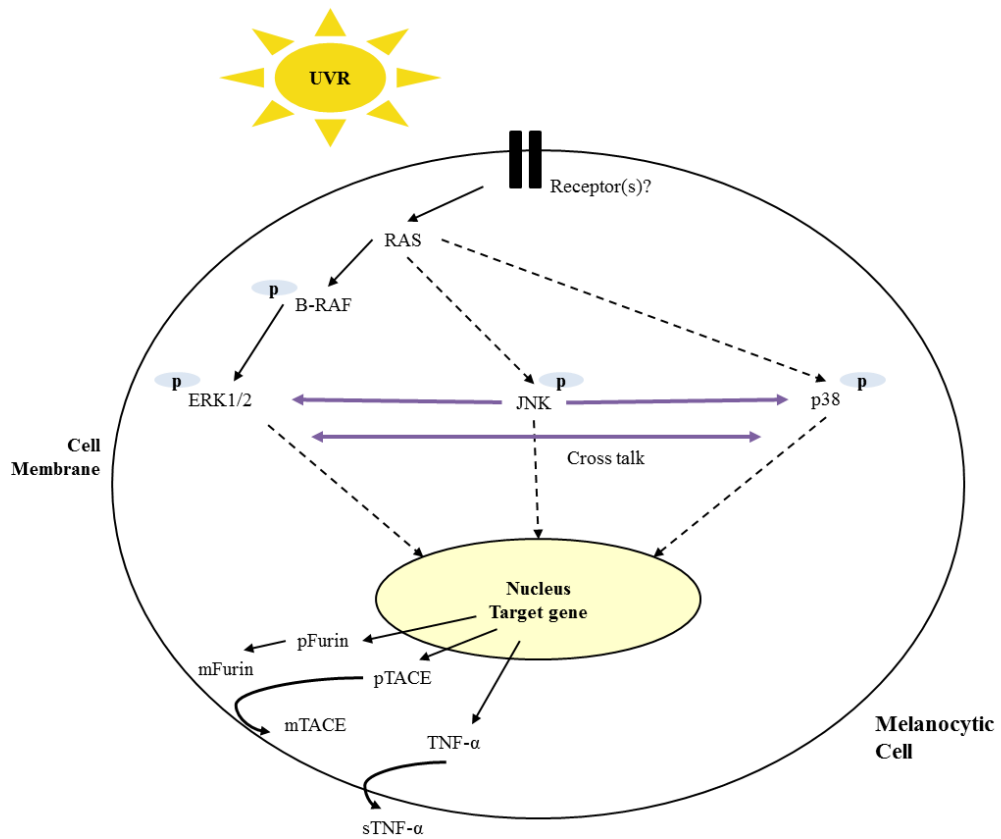 UVR
Receptor(s)?
RAS
p
B-RAF
p
ERK1/2
p
JNK
p
p38
Cell
Membrane
Cross talk
Nucleus
Target gene
pFurin
mFurin
pTACE
mTACE
TNF-α
sTNF-α
Melanocytic
Cell